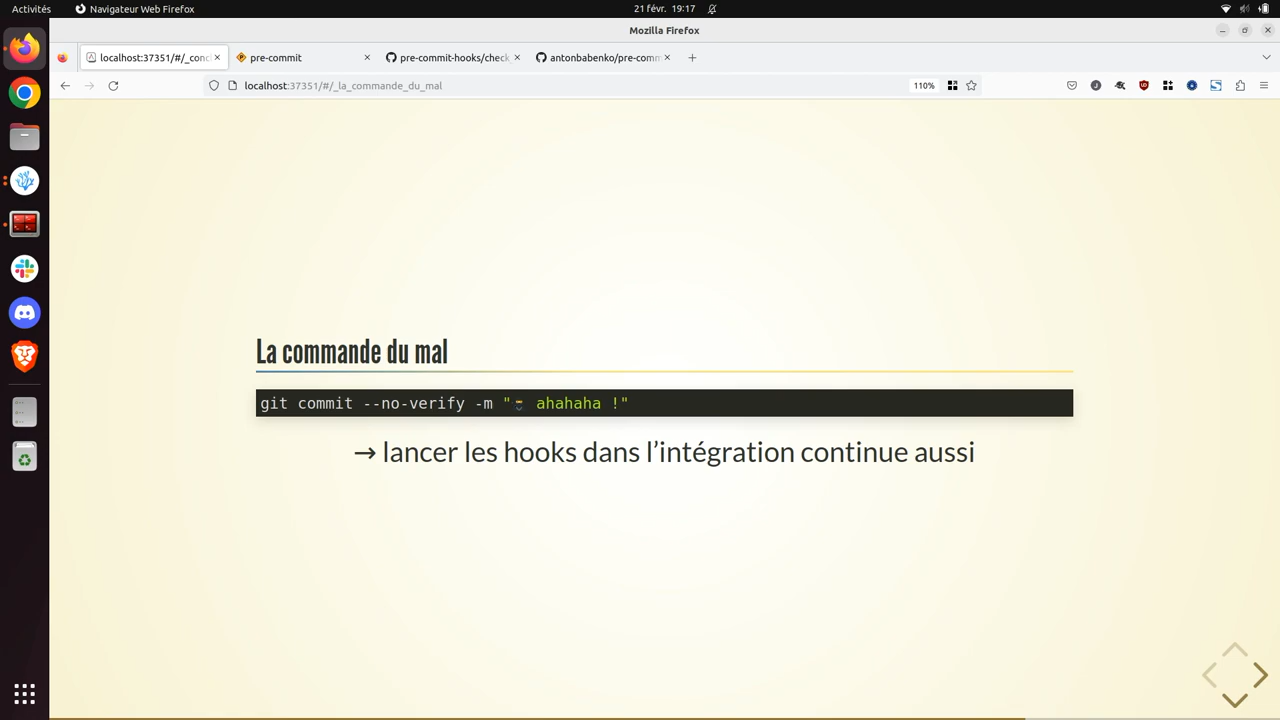 Activités
Navigateur Web Firefox
21 févr. 19:17
Mozilla Firefox
localhost:37351/#/_conc
pre-commit
pre-commit-hooks/check
antonbabenko/pre-comm
localhost:37351/#/_la_commande_du_mal
110%
La commande du mal
git commit --no-verify -m " ahahaha !"
→ lancer les hooks dans l’intégration continue aussi